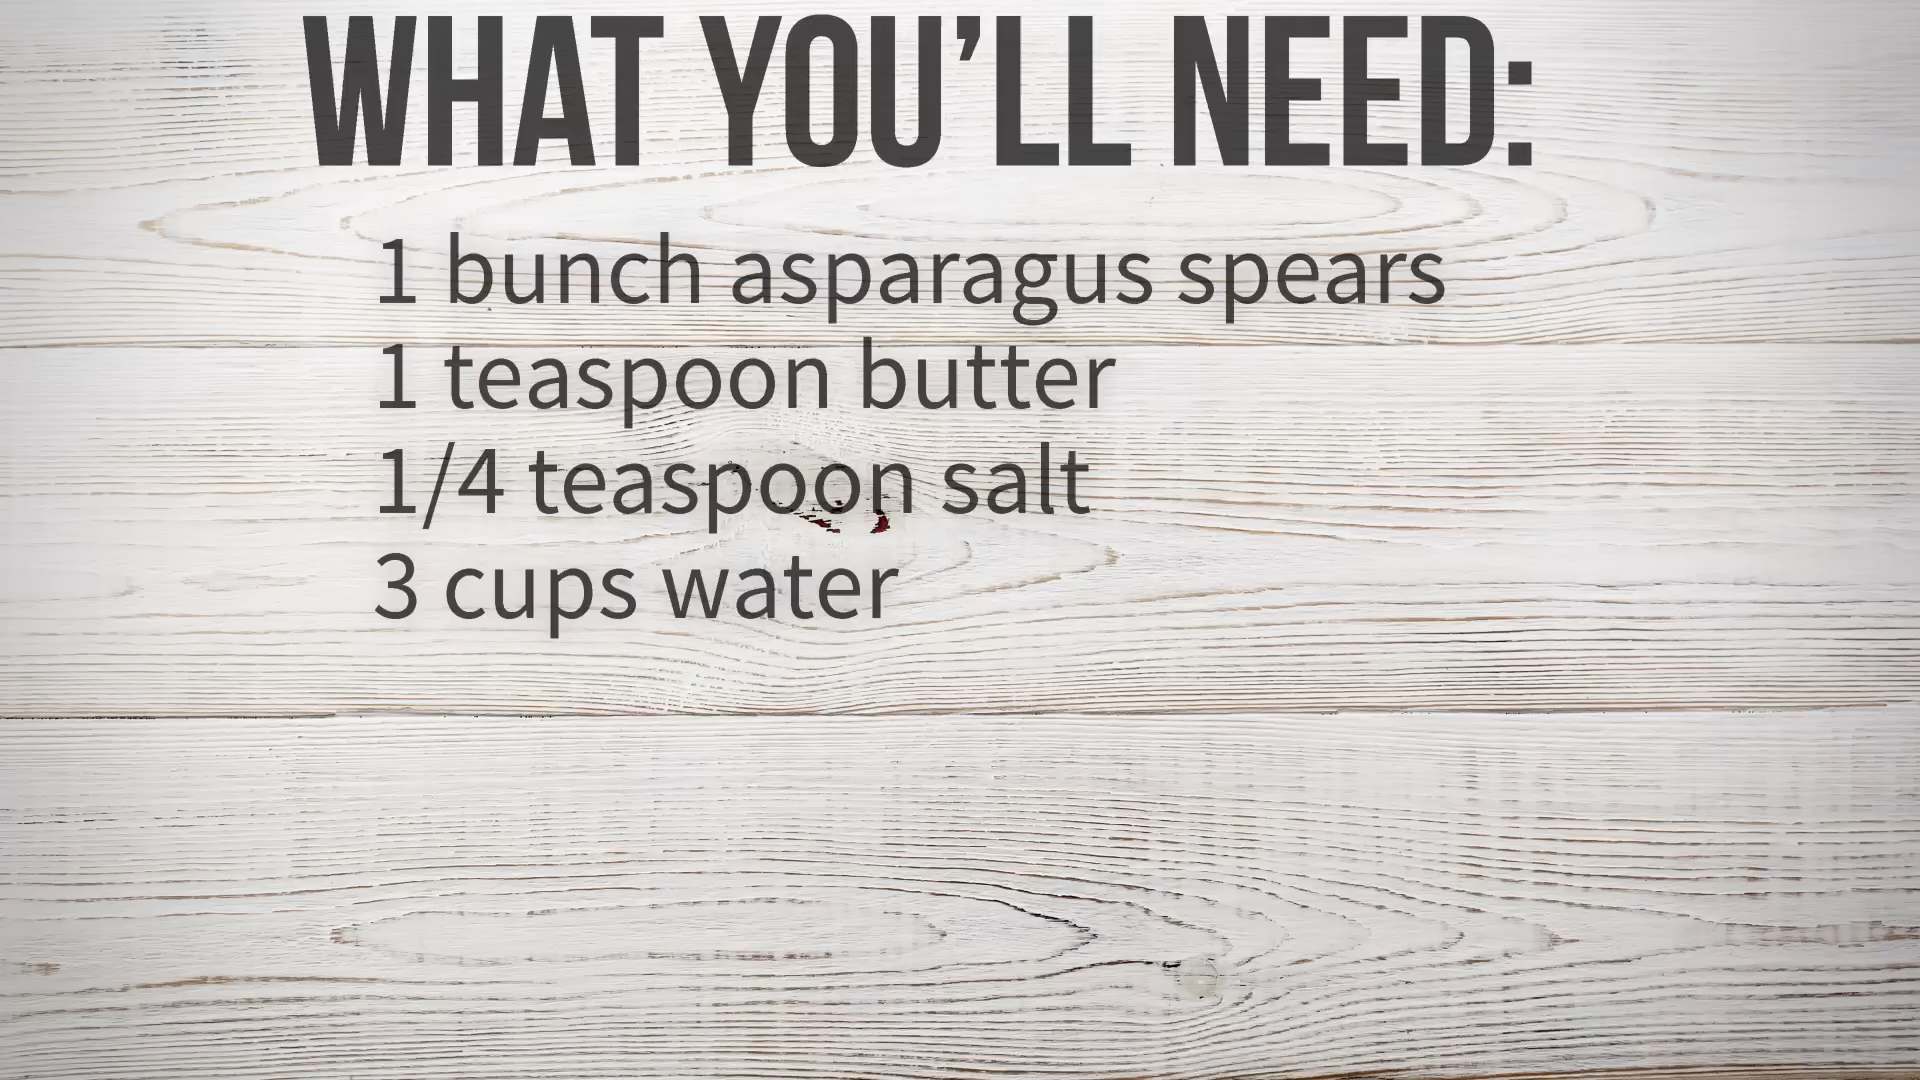 WHAT YOU’LL NEED:
1 bunch asparagus spears
1 teaspoon butter
1/4 teaspoon salt
3 cups water